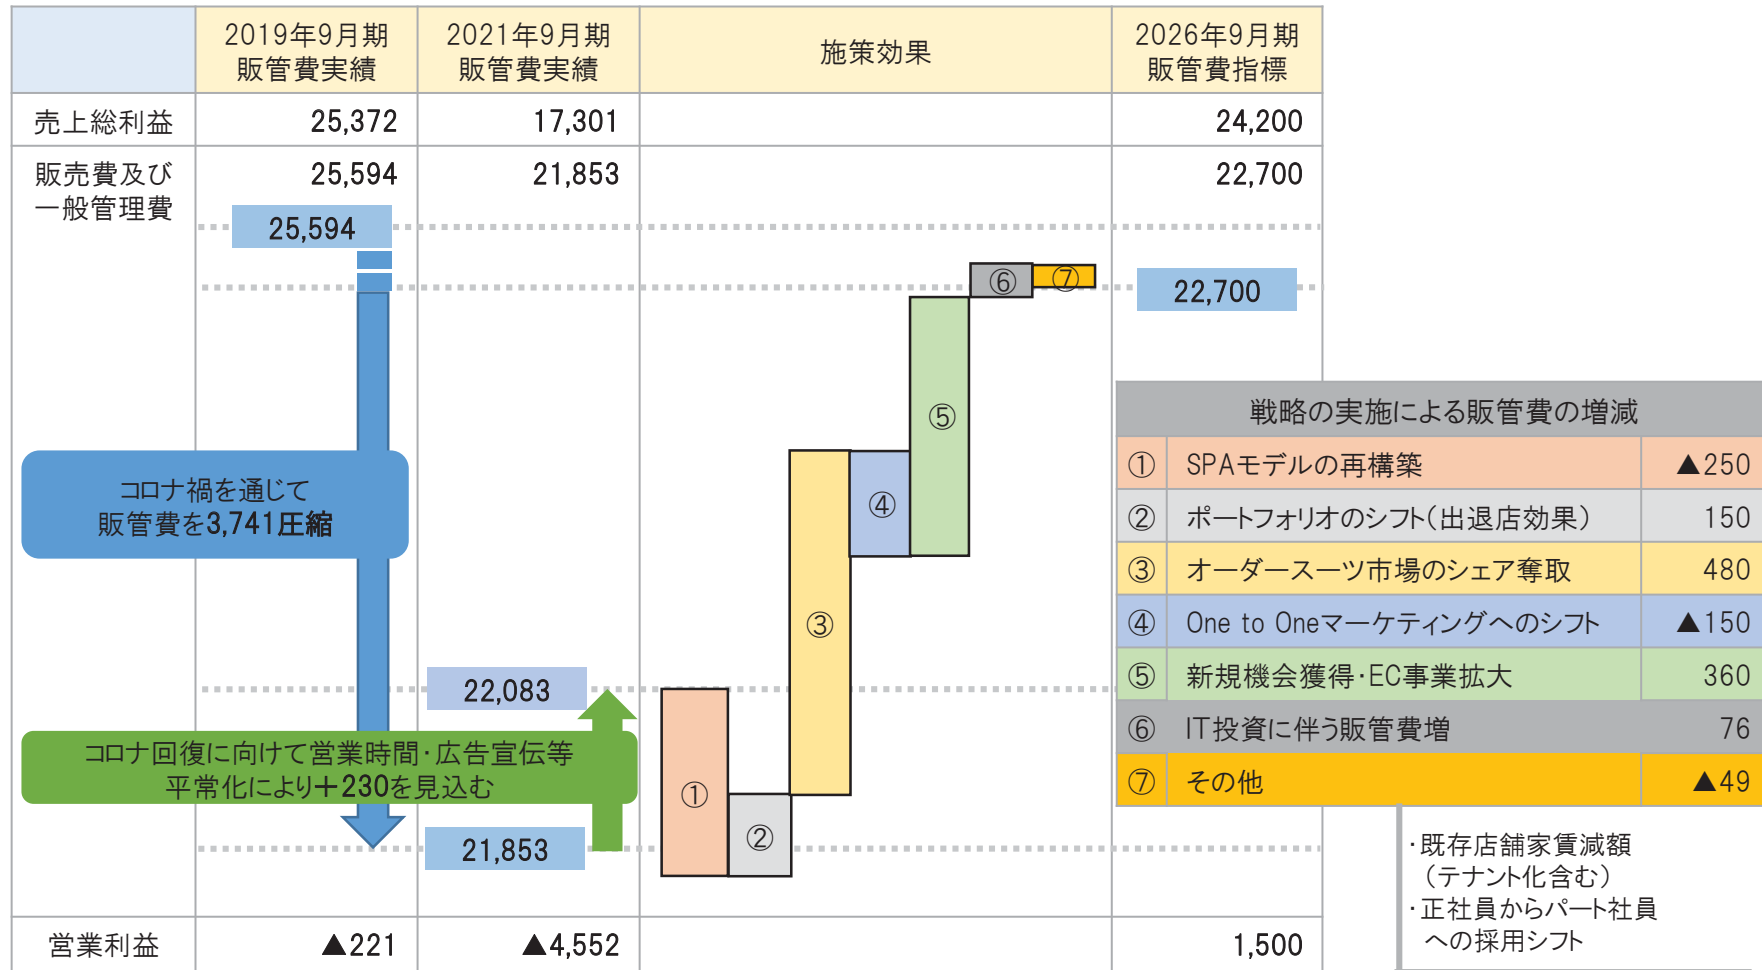 2019年9月期
販管費実績
2021年9月期
販管費実績
施策効果
2026年9月期
販管費指標
売上総利益
25,372
17,301
24,200
販売費及び
一般管理費
25,594
21,853
22,700
25,594
22,700
⑥
⑦
⑤
コロナ禍を通じて
販管費を3,741圧縮
④
③
22,083
コロナ回復に向けて営業時間・広告宣伝等
平常化により＋230を見込む
①
②
21,853
戦略の実施による販管費の増減
① SPAモデルの再構築 ▲250
② ポートフォリオのシフト（出退店効果） 150
③ オーダースーツ市場のシェア奪取 480
④ One to Oneマーケティングへのシフト ▲150
⑤ 新規機会獲得・EC事業拡大 360
⑥ IT投資に伴う販管費増 76
⑦ その他 ▲49
・既存店舗家賃減額
（テナント化含む）
・正社員からパート社員
への採用シフト
営業利益
▲221
▲4,552
1,500